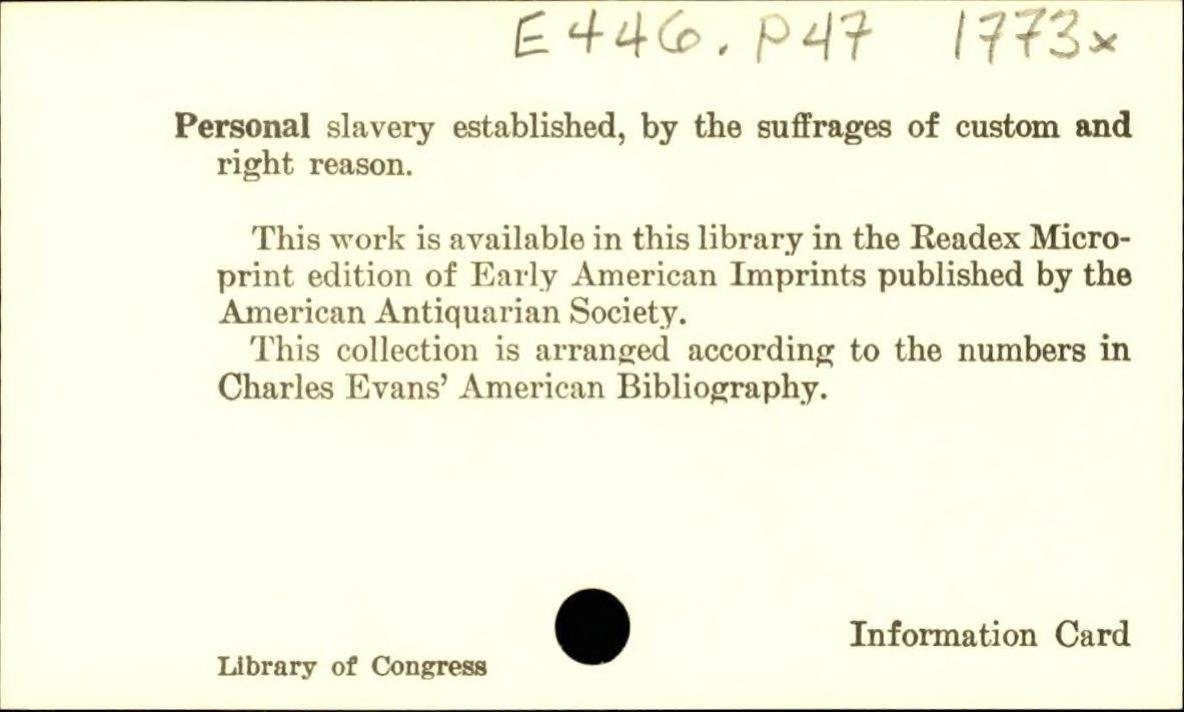 E446.P47 1773x
Personal slavery established, by the suffrages of custom and
right reason.
This work is available in this library in the Readex Micro-
print edition of Early American Imprints published by the
American Antiquarian Society.
This collection is arranged according to the numbers in
Charles Evans' American Bibliography.
Information Card
Library of Congress